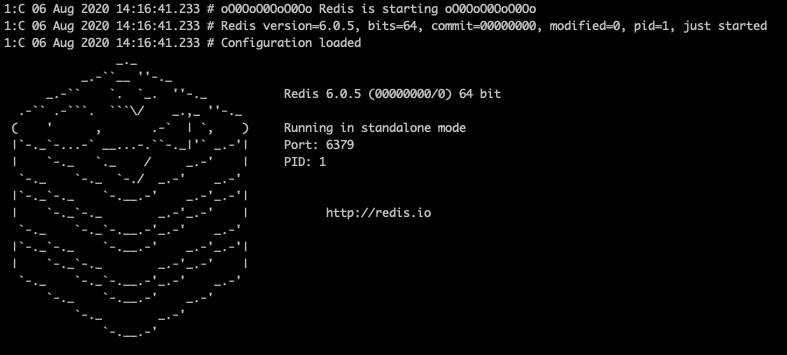 1:C 06 Aug 2020 14:16:41.233 # oO0OoO0OoO0Oo Redis is starting oO0OoO0OoO0Oo
1:C 06 Aug 2020 14:16:41.233 # Redis version=6.0.5, bits=64, commit=00000000, modified=0, pid=1, just started
1:C 06 Aug 2020 14:16:41.233 # Configuration loaded
Redis 6.0.5 (00000000/0) 64 bit
Running in standalone mode
Port: 6379
PID: 1
http://redis.io